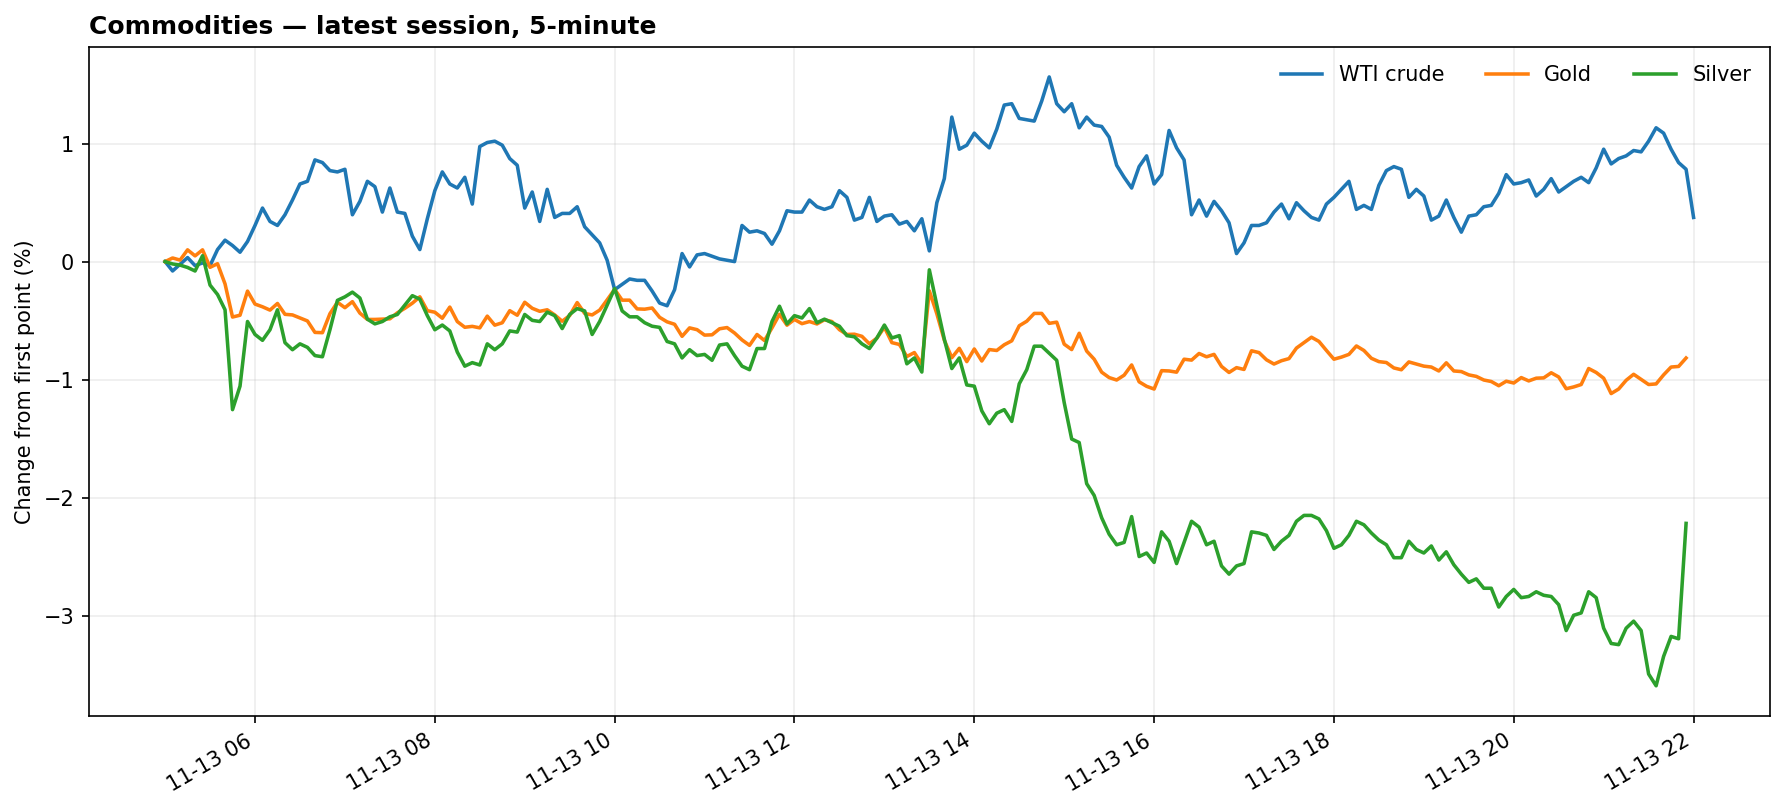 Commodities — latest session, 5-minute
WTI crude
Gold
Silver
Change from first point (%)
1
0
−1
−2
−3
11-13 06
11-13 08
11-13 10
11-13 12
11-13 14
11-13 16
11-13 18
11-13 20
11-13 22